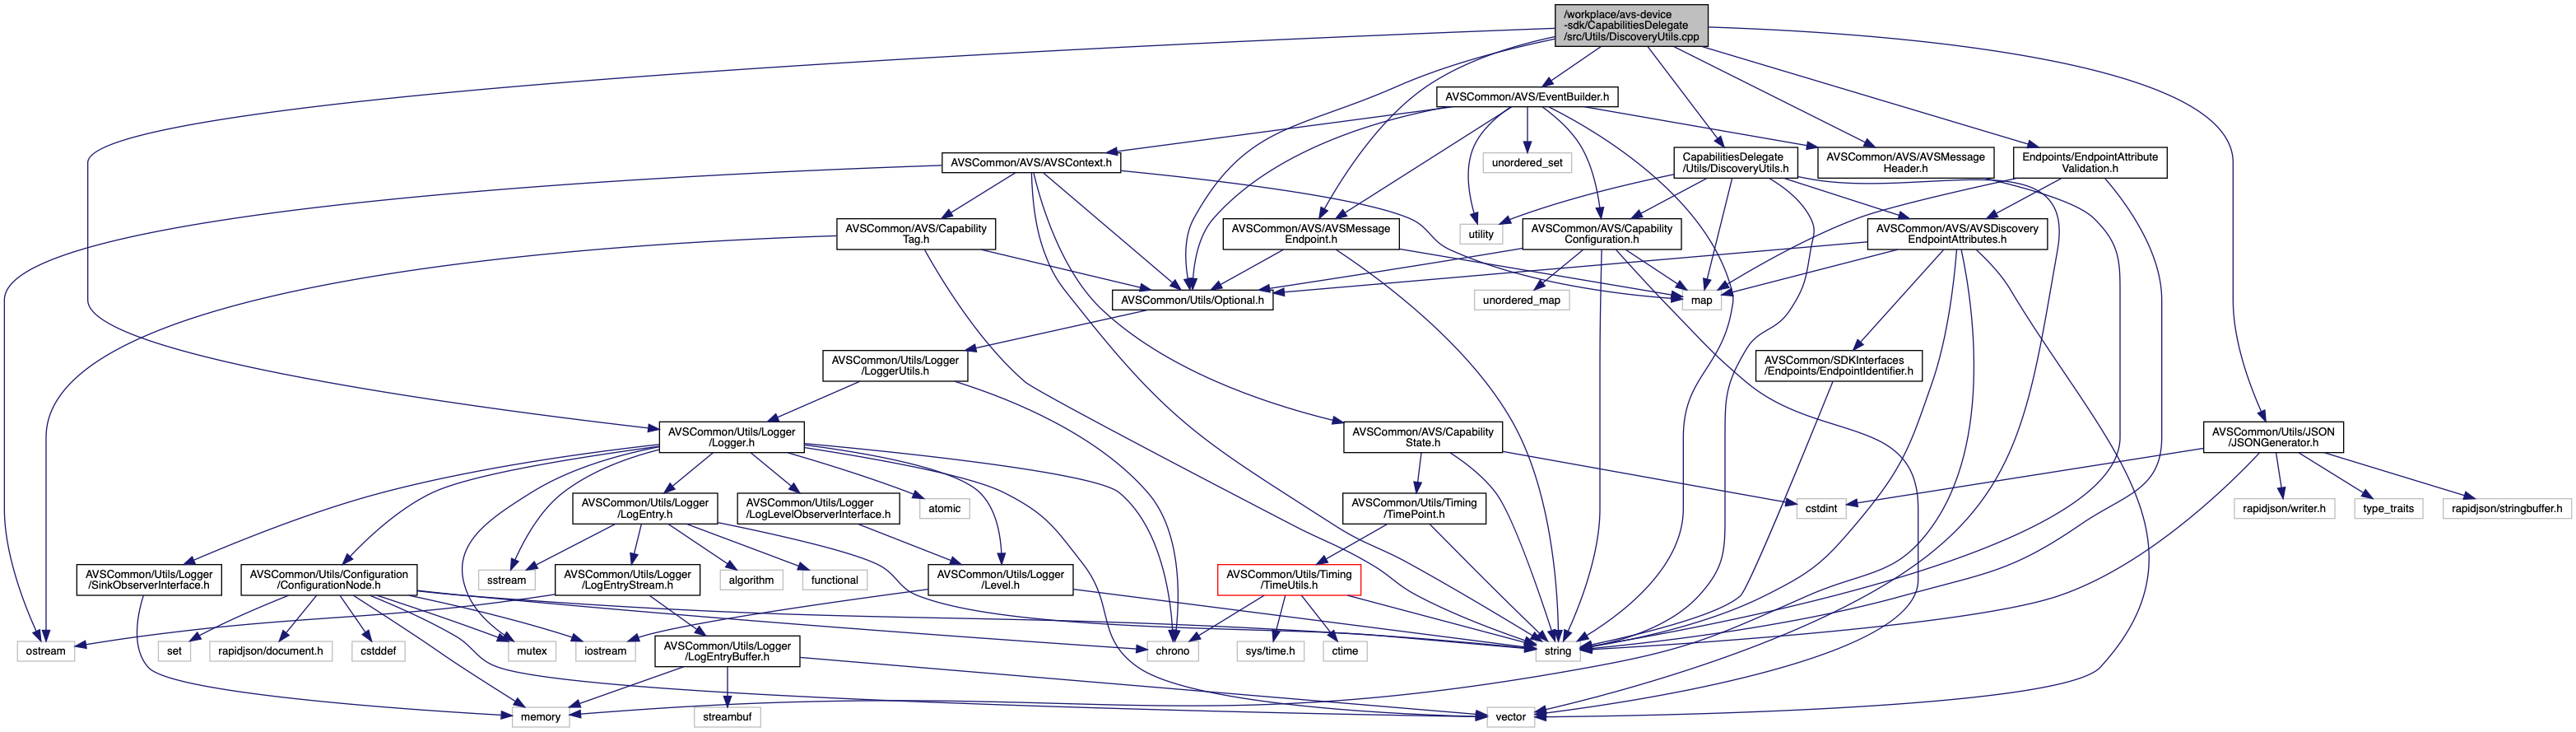 /workplace/avs-device
-sdk/CapabilitiesDelegate
/src/Utils/DiscoveryUtils.cpp
AVSCommon/AVS/EventBuilder.h
AVSCommon/AVS/AVSContext.h
unordered_set
CapabilitiesDelegate
/Utils/DiscoveryUtils.h
AVSCommon/AVS/AVSMessage
Header.h
Endpoints/EndpointAttribute
Validation.h
AVSCommon/AVS/Capability
Tag.h
AVSCommon/AVS/AVSMessage
Endpoint.h
utility
AVSCommon/AVS/Capability
Configuration.h
AVSCommon/AVS/AVSDiscovery
EndpointAttributes.h
AVSCommon/Utils/Optional.h
unordered_map
map
AVSCommon/Utils/Logger
/LoggerUtils.h
AVSCommon/SDKInterfaces
/Endpoints/EndpointIdentifier.h
AVSCommon/Utils/Logger
/Logger.h
AVSCommon/AVS/Capability
State.h
AVSCommon/Utils/JSON
/JSONGenerator.h
AVSCommon/Utils/Logger
/LogEntry.h
AVSCommon/Utils/Logger
/LogLevelObserverInterface.h
atomic
AVSCommon/Utils/Timing
/TimePoint.h
cstdint
rapidjson/writer.h
type_traits
rapidjson/stringbuffer.h
AVSCommon/Utils/Logger
/SinkObserverInterface.h
AVSCommon/Utils/Configuration
/ConfigurationNode.h
sstream
AVSCommon/Utils/Logger
/LogEntryStream.h
algorithm
functional
AVSCommon/Utils/Logger
/Level.h
AVSCommon/Utils/Timing
/TimeUtils.h
ostream
set
rapidjson/document.h
cstddef
mutex
iostream
AVSCommon/Utils/Logger
/LogEntryBuffer.h
chrono
sys/time.h
ctime
string
memory
streambuf
vector